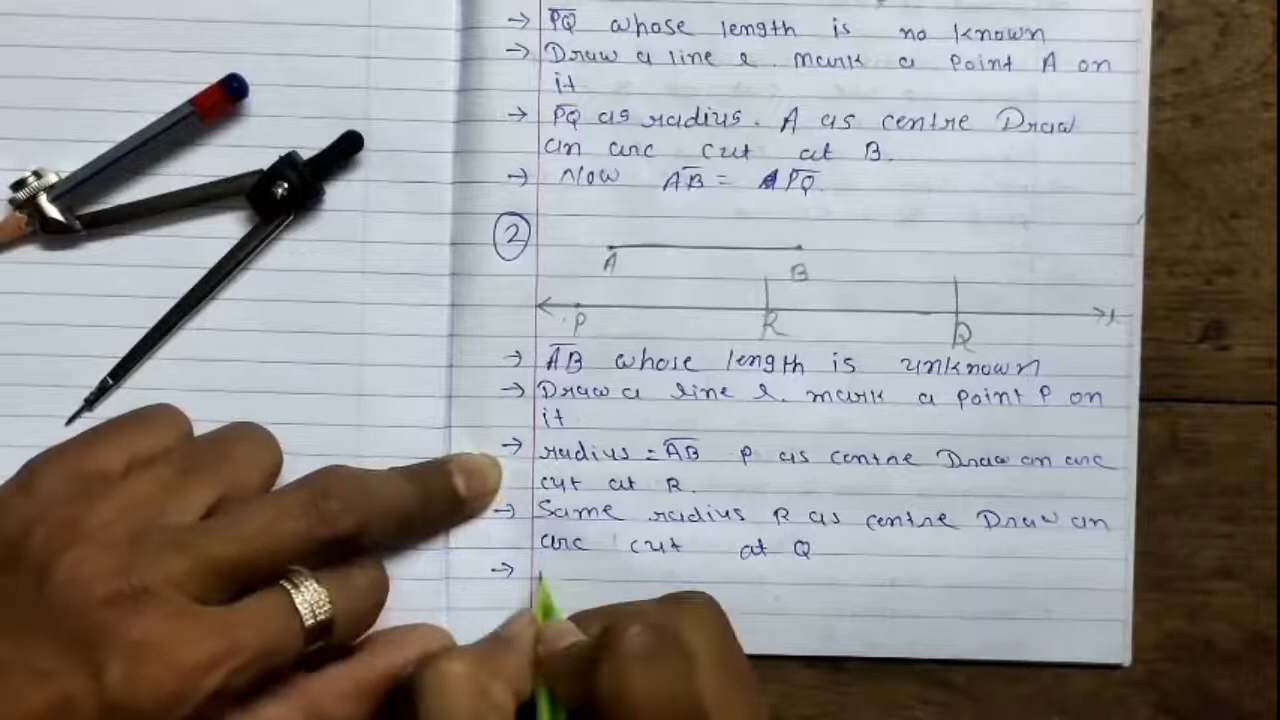 → PQ whose length is no known
→ Draw a line l. mark a point A on
it
→ PQ as radius. A as centre Draw
an arc cut at B.
→ Now AB = PQ.
2
A B
P R Q l
→ AB whose length is unknown
→ Draw a line l. mark a point P on
it
→ radius = AB P as centre Draw an arc
cut at R.
→ Same radius R as centre Draw an
arc cut at Q
→